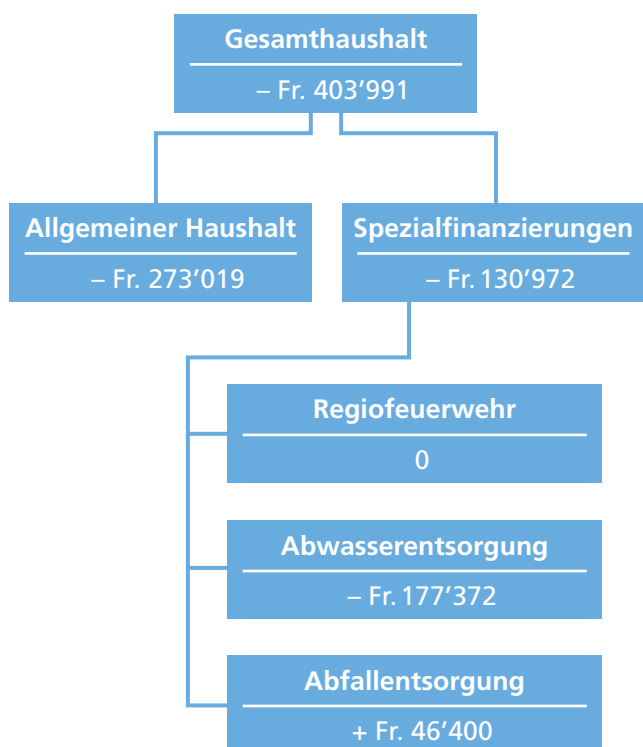 Gesamthaushalt
– Fr. 403’991
Allgemeiner Haushalt
– Fr. 273’019
Spezialfinanzierungen
– Fr. 130’972
Regiofeuerwehr
0
Abwasserentsorgung
– Fr. 177’372
Abfallentsorgung
+ Fr. 46’400